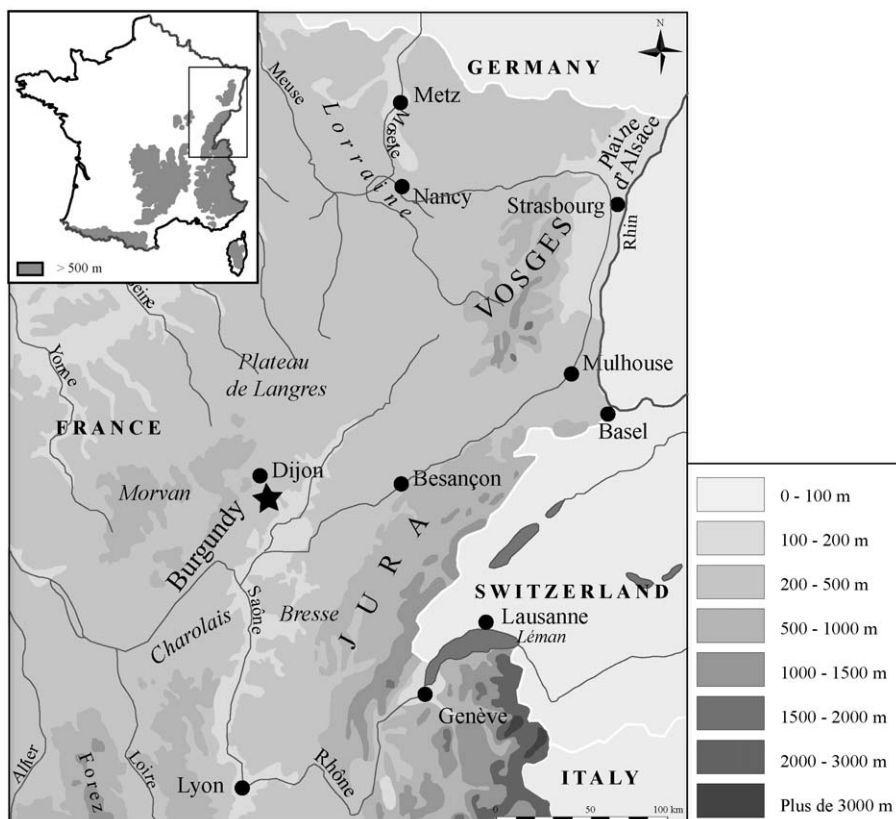 > 500 m
N
GERMANY
Metz
Meuse
Lorraine
Mosele
Plaine
d'Alsace
Nancy
Strasbourg
Rhin
VOSGES
Seine
Yonne
Plateau
de Langres
Mulhouse
FRANCE
Basel
Dijon
Besançon
Morvan
Burgundy
JURA
SWITZERLAND
Lausanne
Léman
Saône
Bresse
Charolais
Genève
Rhône
Lyon
Loire
Forez
ITALY
0 50 100 km
0 - 100 m
100 - 200 m
200 - 500 m
500 - 1000 m
1000 - 1500 m
1500 - 2000 m
2000 - 3000 m
Plus de 3000 m